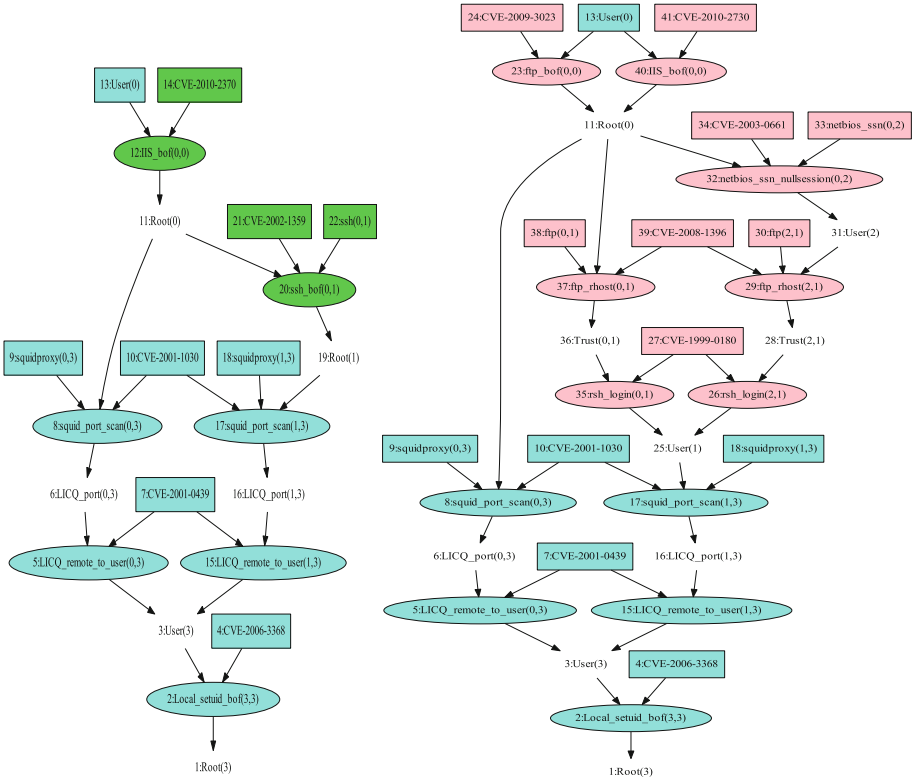 13:User(0)
14:CVE-2010-2370
12:IIS_bof(0,0)
11:Root(0)
21:CVE-2002-1359
22:ssh(0,1)
20:ssh_bof(0,1)
9:squidproxy(0,3)
10:CVE-2001-1030
18:squidproxy(1,3)
19:Root(1)
8:squid_port_scan(0,3)
17:squid_port_scan(1,3)
6:LICQ_port(0,3)
7:CVE-2001-0439
16:LICQ_port(1,3)
5:LICQ_remote_to_user(0,3)
15:LICQ_remote_to_user(1,3)
3:User(3)
4:CVE-2006-3368
2:Local_setuid_bof(3,3)
1:Root(3)
24:CVE-2009-3023
13:User(0)
41:CVE-2010-2730
23:ftp_bof(0,0)
40:IIS_bof(0,0)
11:Root(0)
34:CVE-2003-0661
33:netbios_ssn(0,2)
32:netbios_ssn_nullsession(0,2)
38:ftp(0,1)
39:CVE-2008-1396
30:ftp(2,1)
31:User(2)
37:ftp_rhost(0,1)
29:ftp_rhost(2,1)
36:Trust(0,1)
27:CVE-1999-0180
28:Trust(2,1)
35:rsh_login(0,1)
26:rsh_login(2,1)
9:squidproxy(0,3)
10:CVE-2001-1030
25:User(1)
18:squidproxy(1,3)
8:squid_port_scan(0,3)
17:squid_port_scan(1,3)
6:LICQ_port(0,3)
7:CVE-2001-0439
16:LICQ_port(1,3)
5:LICQ_remote_to_user(0,3)
15:LICQ_remote_to_user(1,3)
3:User(3)
4:CVE-2006-3368
2:Local_setuid_bof(3,3)
1:Root(3)